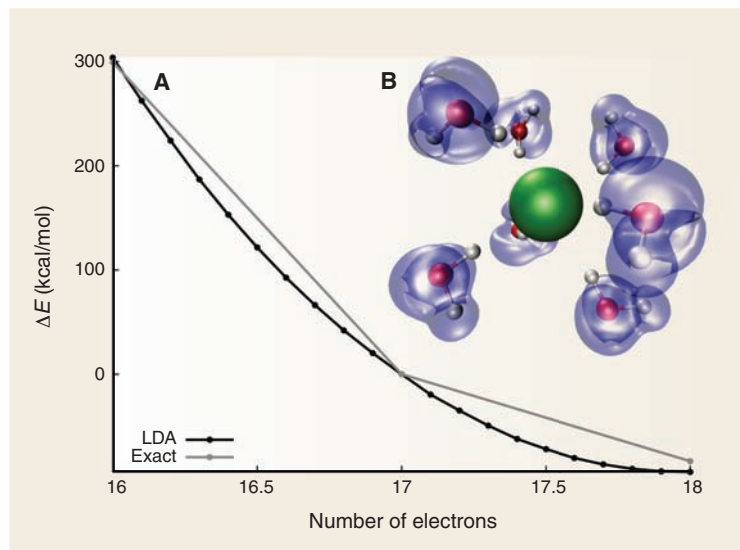 300
A
B
200
100
0
ΔE (kcal/mol)
LDA
Exact
16
16.5
17
17.5
18
Number of electrons